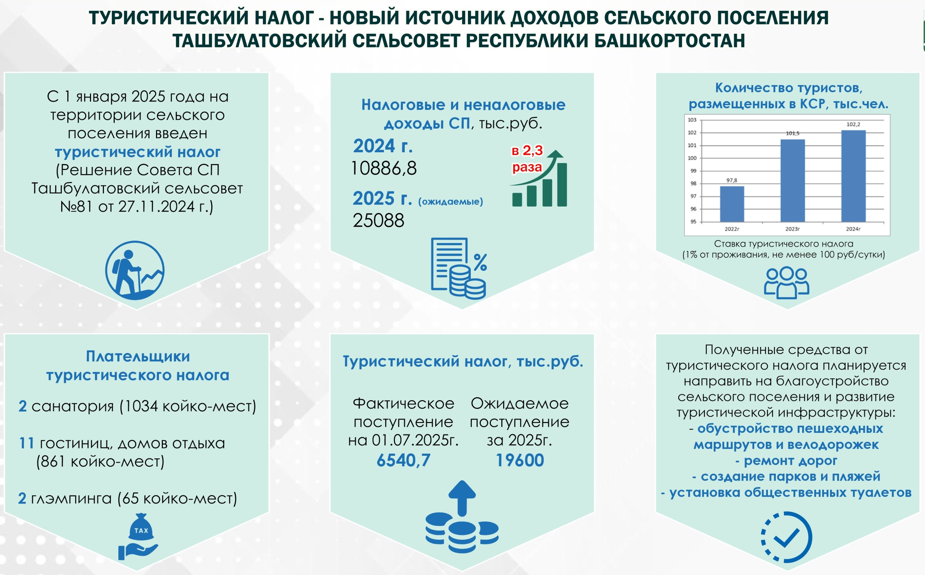 ТУРИСТИЧЕСКИЙ НАЛОГ - НОВЫЙ ИСТОЧНИК ДОХОДОВ СЕЛЬСКОГО ПОСЕЛЕНИЯ
ТАШБУЛАТОВСКИЙ СЕЛЬСОВЕТ РЕСПУБЛИКИ БАШКОРТОСТАН
С 1 января 2025 года на
территории сельского
поселения введен
туристический налог
(Решение Совета СП
Ташбулатовский сельсовет
№81 от 27.11.2024 г.)
Налоговые и неналоговые
доходы СП, тыс.руб.
2024 г.
10886,8
в 2,3
раза
2025 г. (ожидаемые)
25088
%
Количество туристов,
размещенных в КСР, тыс.чел.
103
102
101
100
99
98
97
96
95
97,8
101,5
102,2
2022г
2023г
2024г
Ставка туристического налога
(1% от проживания, не менее 100 руб/сутки)
Плательщики
туристического налога
2 санатория (1034 койко-мест)
11 гостиниц, домов отдыха
(861 койко-мест)
2 глэмпинга (65 койко-мест)
TAX
Туристический налог, тыс.руб.
Фактическое
поступление
на 01.07.2025г.
6540,7
Ожидаемое
поступление
за 2025г.
19600
Полученные средства от
туристического налога планируется
направить на благоустройство
сельского поселения и развитие
туристической инфраструктуры:
- обустройство пешеходных
маршрутов и велодорожек
- ремонт дорог
- создание парков и пляжей
- установка общественных туалетов